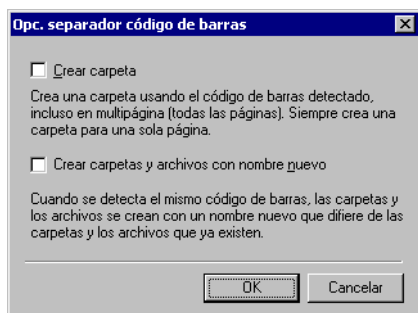 Opc. separador código de barras
Crear carpeta
Crea una carpeta usando el código de barras detectado,
incluso en multipágina (todas las páginas). Siempre crea una
carpeta para una sola página.
Crear carpetas y archivos con nombre nuevo
Cuando se detecta el mismo código de barras, las carpetas y
los archivos se crean con un nombre nuevo que difiere de las
carpetas y los archivos que ya existen.
OK
Cancelar